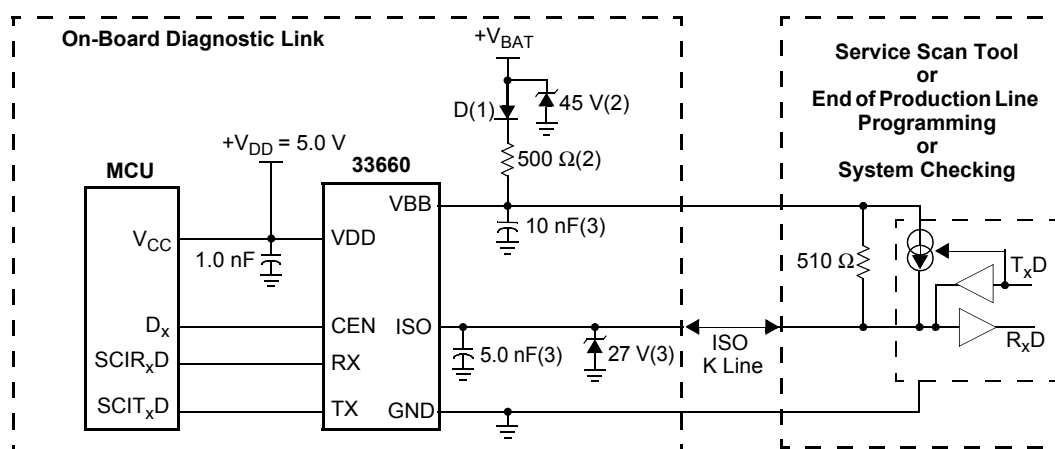 On-Board Diagnostic Link
+VBAT
D(1)
45 V(2)
500 Ω(2)
+VDD = 5.0 V
MCU
33660
VBB
10 nF(3)
VCC
1.0 nF
VDD
Dx
CEN
ISO
SCIRxD
RX
5.0 nF(3)
27 V(3)
SCITxD
TX
GND
ISO
K Line
Service Scan Tool
or
End of Production Line
Programming
or
System Checking
510 Ω
TxD
RxD